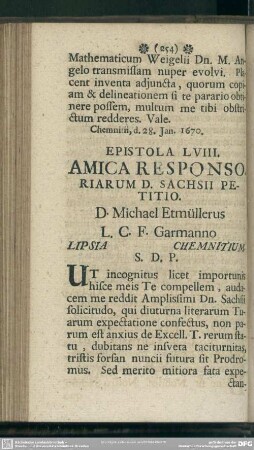 (254)
Mathematicum Weigelii Dn. M. An-
gelo transmissam nuper evolvi. Pla-
cent inventa adjuncta, quorum copi-
am & delineationem si te parario obti-
nere possem, multum me tibi obstri-
ctum redderes. Vale.
Chemnitii, d. 28. Jan. 1670.
EPISTOLA LVIII.
AMICA RESPONSO-
RIARUM D. SACHSII PE-
TITIO.
D. Michael Etmüllerus
L. C. F. Garmanno
LIPSIA CHEMNITIUM
S. D. P.
UT incognitus licet importunis
hisce meis Te compellem, auda-
cem me reddit Amplissimi Dn. Sachsii
solicitudo, qui diuturna literarum Tu-
arum expectatione confectus, non pa-
rum est anxius de Excell. T. rerum sta-
tu, dubitans ne insveta taciturnitas,
tristis forsan nuncii futura sit Prodro-
mus. Sed merito mitiora fata expe-
ctan-